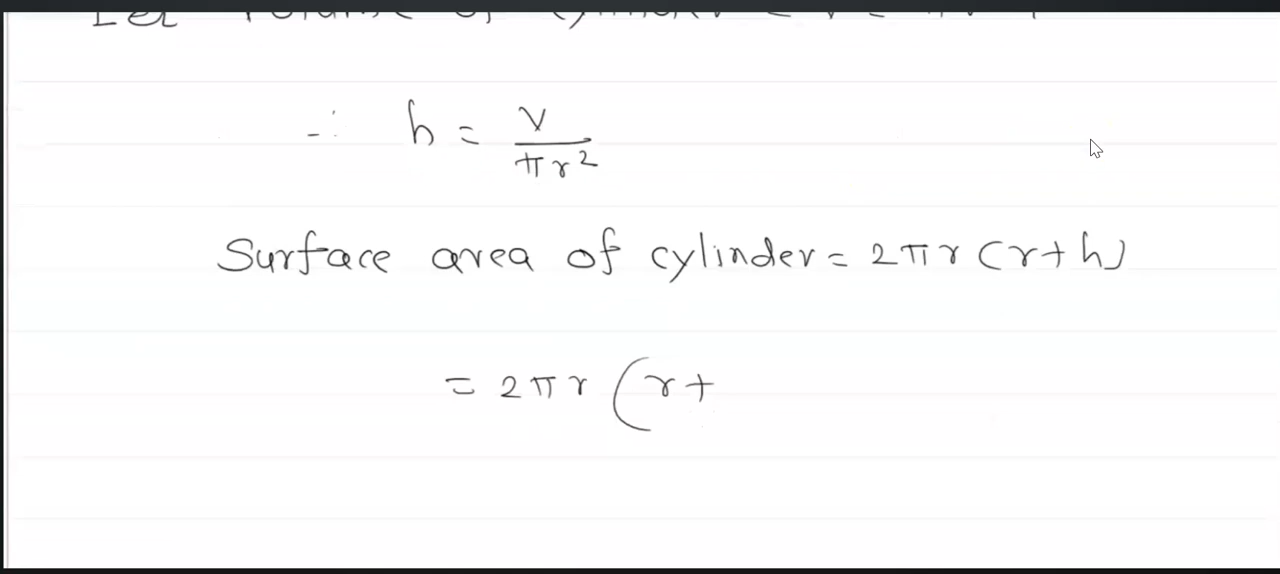 ∴ h = V / πr²
Surface area of cylinder = 2πr (r + h)
= 2πr ( r +